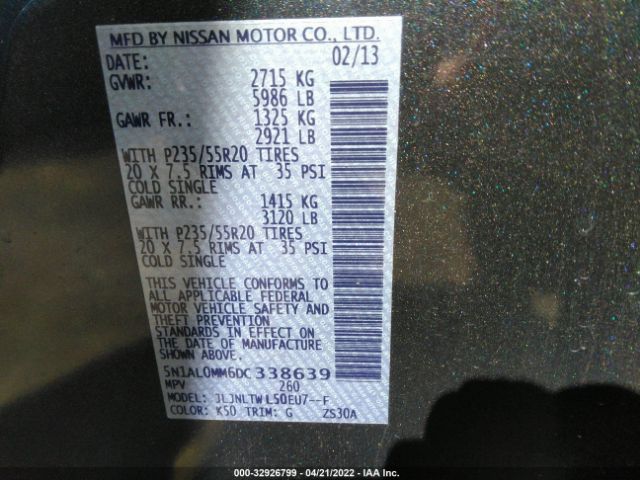 MFD BY NISSAN MOTOR CO., LTD.
DATE: 02/13
GVWR: 2715 KG
5986 LB
GAWR FR.: 1325 KG
2921 LB
WITH P235/55R20 TIRES
20 X 7.5 RIMS AT 35 PSI
COLD SINGLE
GAWR RR.: 1415 KG
3120 LB
WITH P235/55R20 TIRES
20 X 7.5 RIMS AT 35 PSI
COLD SINGLE
THIS VEHICLE CONFORMS TO
ALL APPLICABLE FEDERAL
MOTOR VEHICLE SAFETY AND
THEFT PREVENTION
STANDARDS IN EFFECT ON
THE DATE OF MANUFACTURE
SHOWN ABOVE.
5N1AL0MM6DC338639
MPV 260
MODEL: JLJNLTWL50EU7--F
COLOR: K50 TRIM: G ZS30A
000-32926799 - 04/21/2022 - IAA Inc.